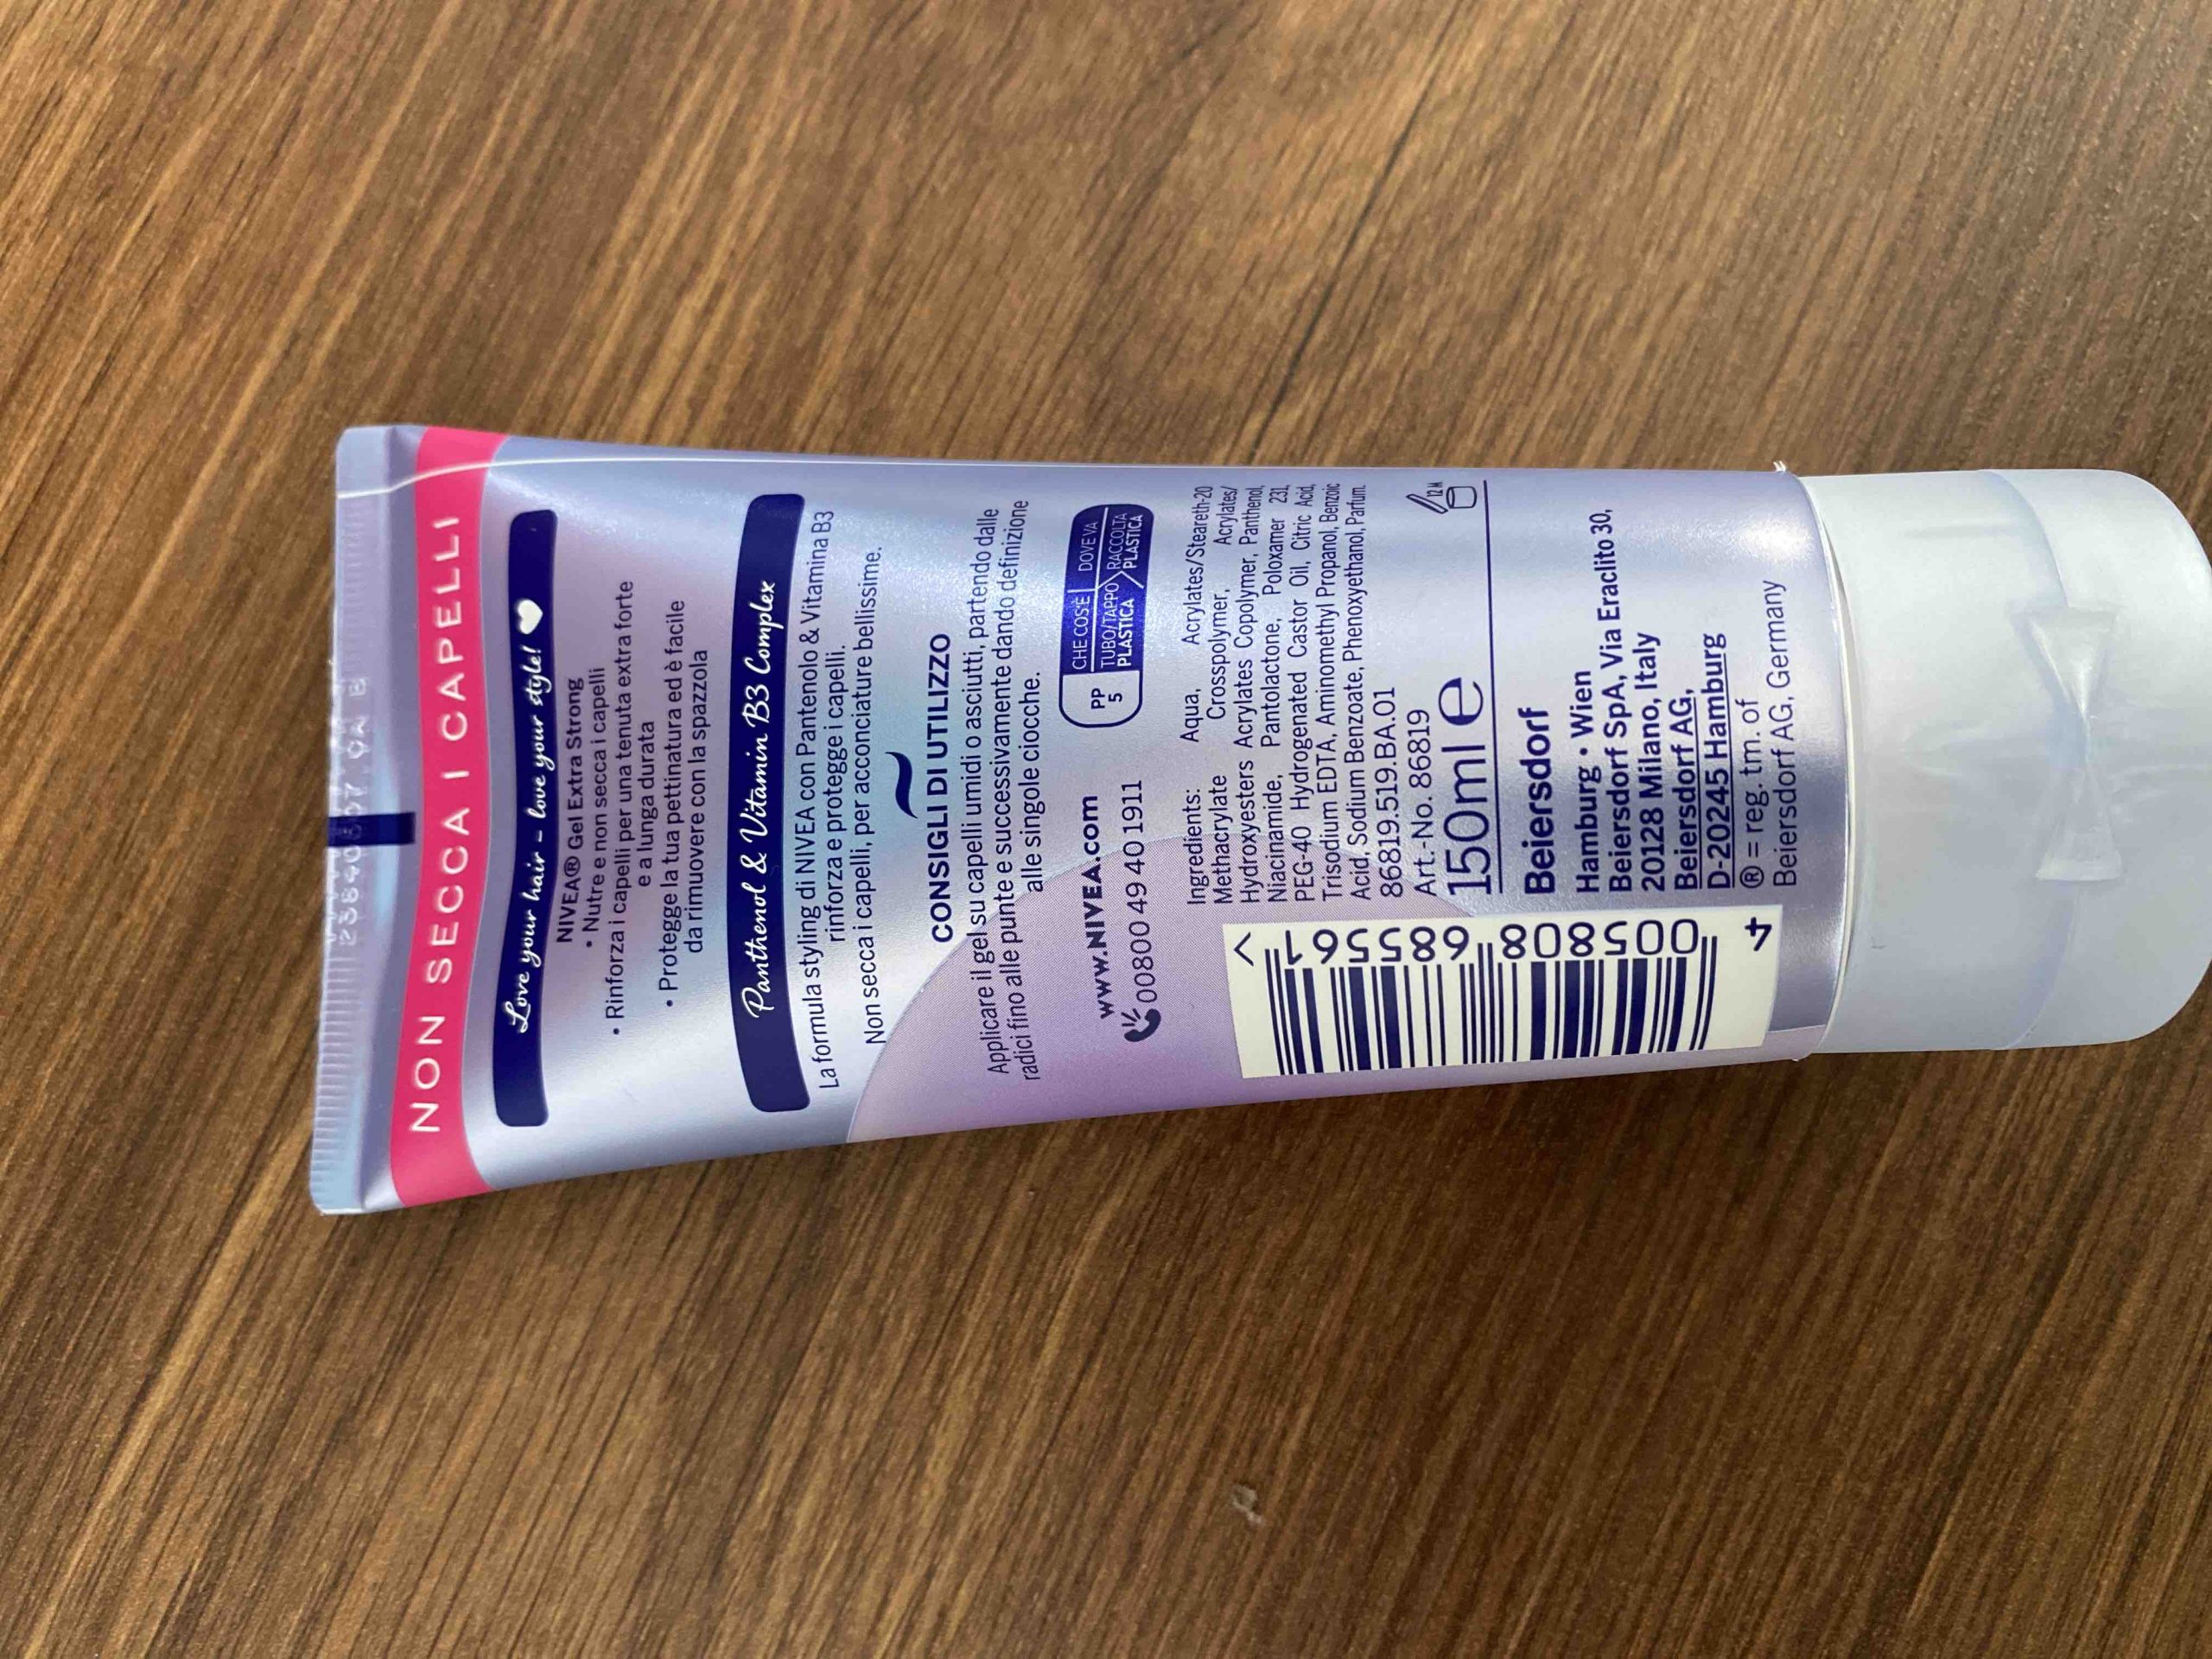 NON SECCA I CAPELLI
Love your hair – love your style!
NIVEA® Gel Extra Strong
• Nutre e non secca i capelli
• Rinforza i capelli per una tenuta extra forte
e a lunga durata
• Protegge la tua pettinatura ed è facile
da rimuovere con la spazzola
Panthenol & Vitamin B3 Complex
La formula styling di NIVEA con Pantenolo & Vitamina B3
rinforza e protegge i capelli.
Non secca i capelli, per acconciature bellissime.
CONSIGLI DI UTILIZZO
Applicare il gel su capelli umidi o asciutti, partendo dalle
radici fino alle punte e successivamente dando definizione
alle singole ciocche.
www.NIVEA.com
00800 49 40 1911
PP
5
CHE COS'È DOVE VA
TUBO/TAPPO RACCOLTA
PLASTICA PLASTICA
Ingredients: Aqua, Acrylates/Steareth-20
Methacrylate Crosspolymer, Acrylates/
Hydroxyesters Acrylates Copolymer, Panthenol,
Niacinamide, Pantolactone, Poloxamer 231,
PEG-40 Hydrogenated Castor Oil, Citric Acid,
Trisodium EDTA, Aminomethyl Propanol, Benzoic
Acid, Sodium Benzoate, Phenoxyethanol, Parfum.
86819.519.BA.01
Art.-No. 86819
12 M
150ml e
Beiersdorf
Hamburg • Wien
Beiersdorf SpA, Via Eraclito 30,
20128 Milano, Italy
Beiersdorf AG,
D-20245 Hamburg
® = reg. tm. of
Beiersdorf AG, Germany
4 005808 685561 >